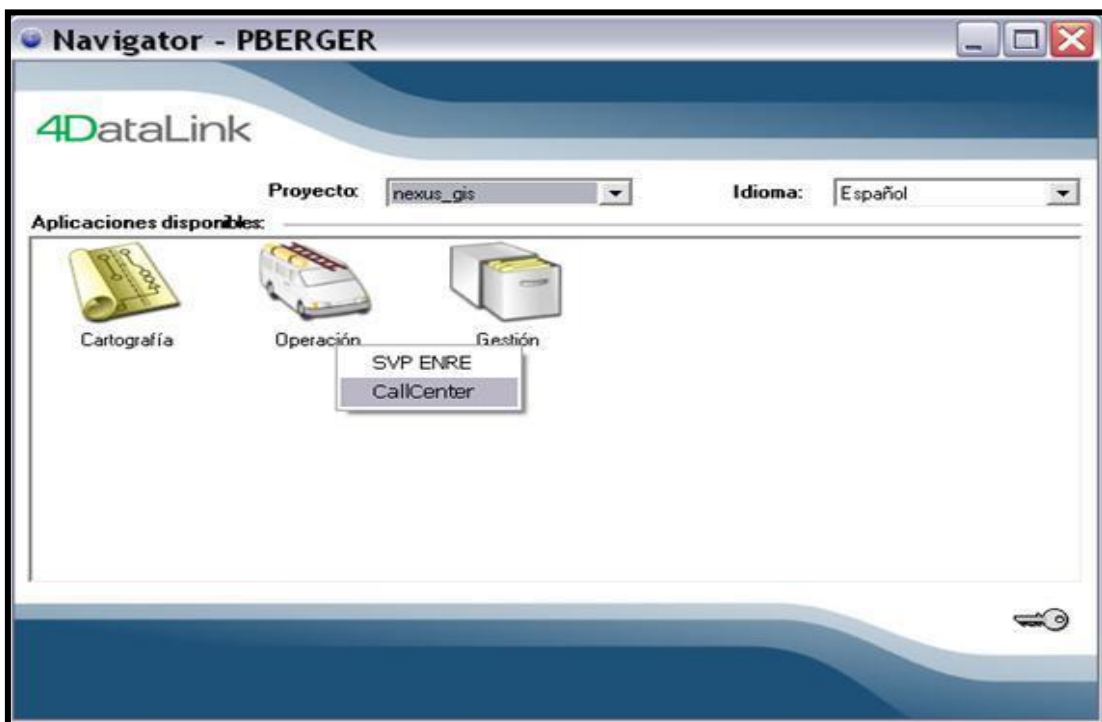 Navigator - PBERGER
4DataLink
Proyecto: nexus_gis Idioma: Español
Aplicaciones disponibles:
Cartografía Operación Gestión
SVP ENRE
CallCenter